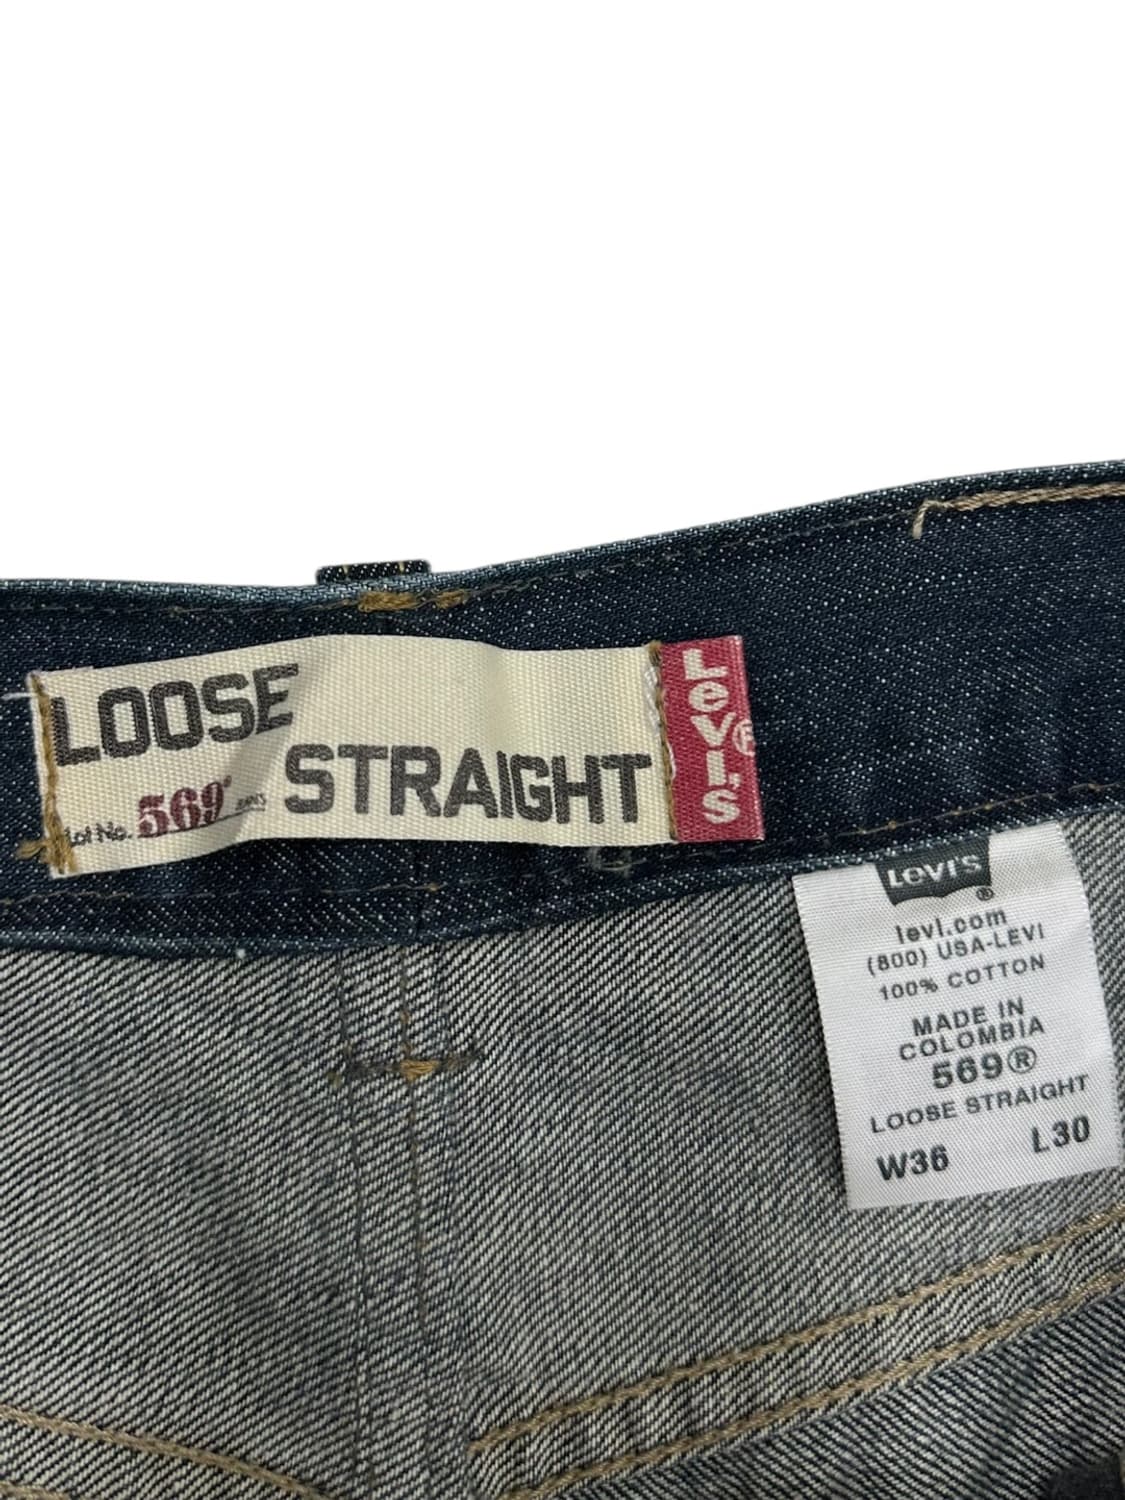 LOOSE
STRAIGHT
Lot No. 569® JEANS
Levi's®
Levi's®
levi.com
(800) USA-LEVI
100% COTTON
MADE IN
COLOMBIA
569®
LOOSE STRAIGHT
W36 L30